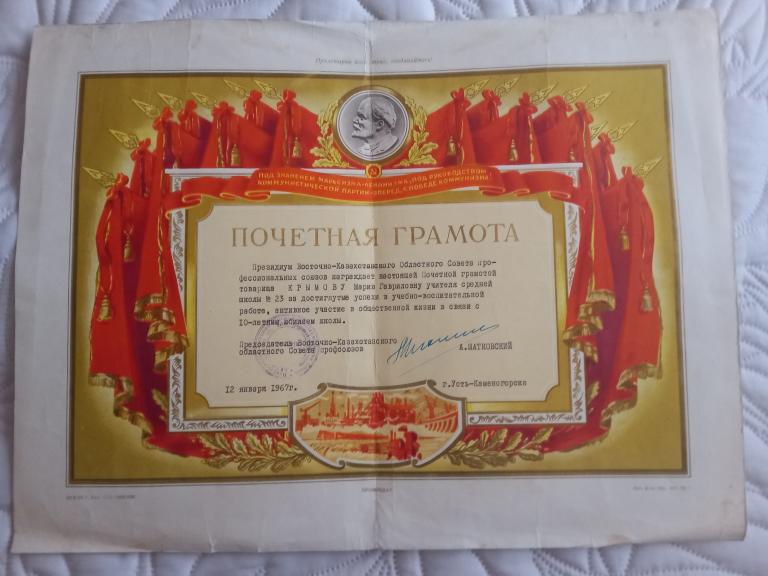 Пролетарии всех стран, соединяйтесь!
ПОД ЗНАМЕНЕМ МАРКСИЗМА-ЛЕНИНИЗМА, ПОД РУКОВОДСТВОМ
КОММУНИСТИЧЕСКОЙ ПАРТИИ-ВПЕРЕД, К ПОБЕДЕ КОММУНИЗМА!
ПОЧЕТНАЯ ГРАМОТА
Президиум Восточно-Казахстанского Областного Совета про-
фессиональных союзов награждает настоящей Почетной грамотой
товарища КРЫМОВУ Марию Гавриловну учителя средней
школы № 23 за достигнутые успехи в учебно-воспитательной
работе, активное участие в общественной жизни в связи с
10-летним юбилеем школы.
Председатель Восточно-Казахстанского
областного Совета профсоюзов
А.ШАТКОВСКИЙ
12 января 1967г.
г.Усть-Каменогорск